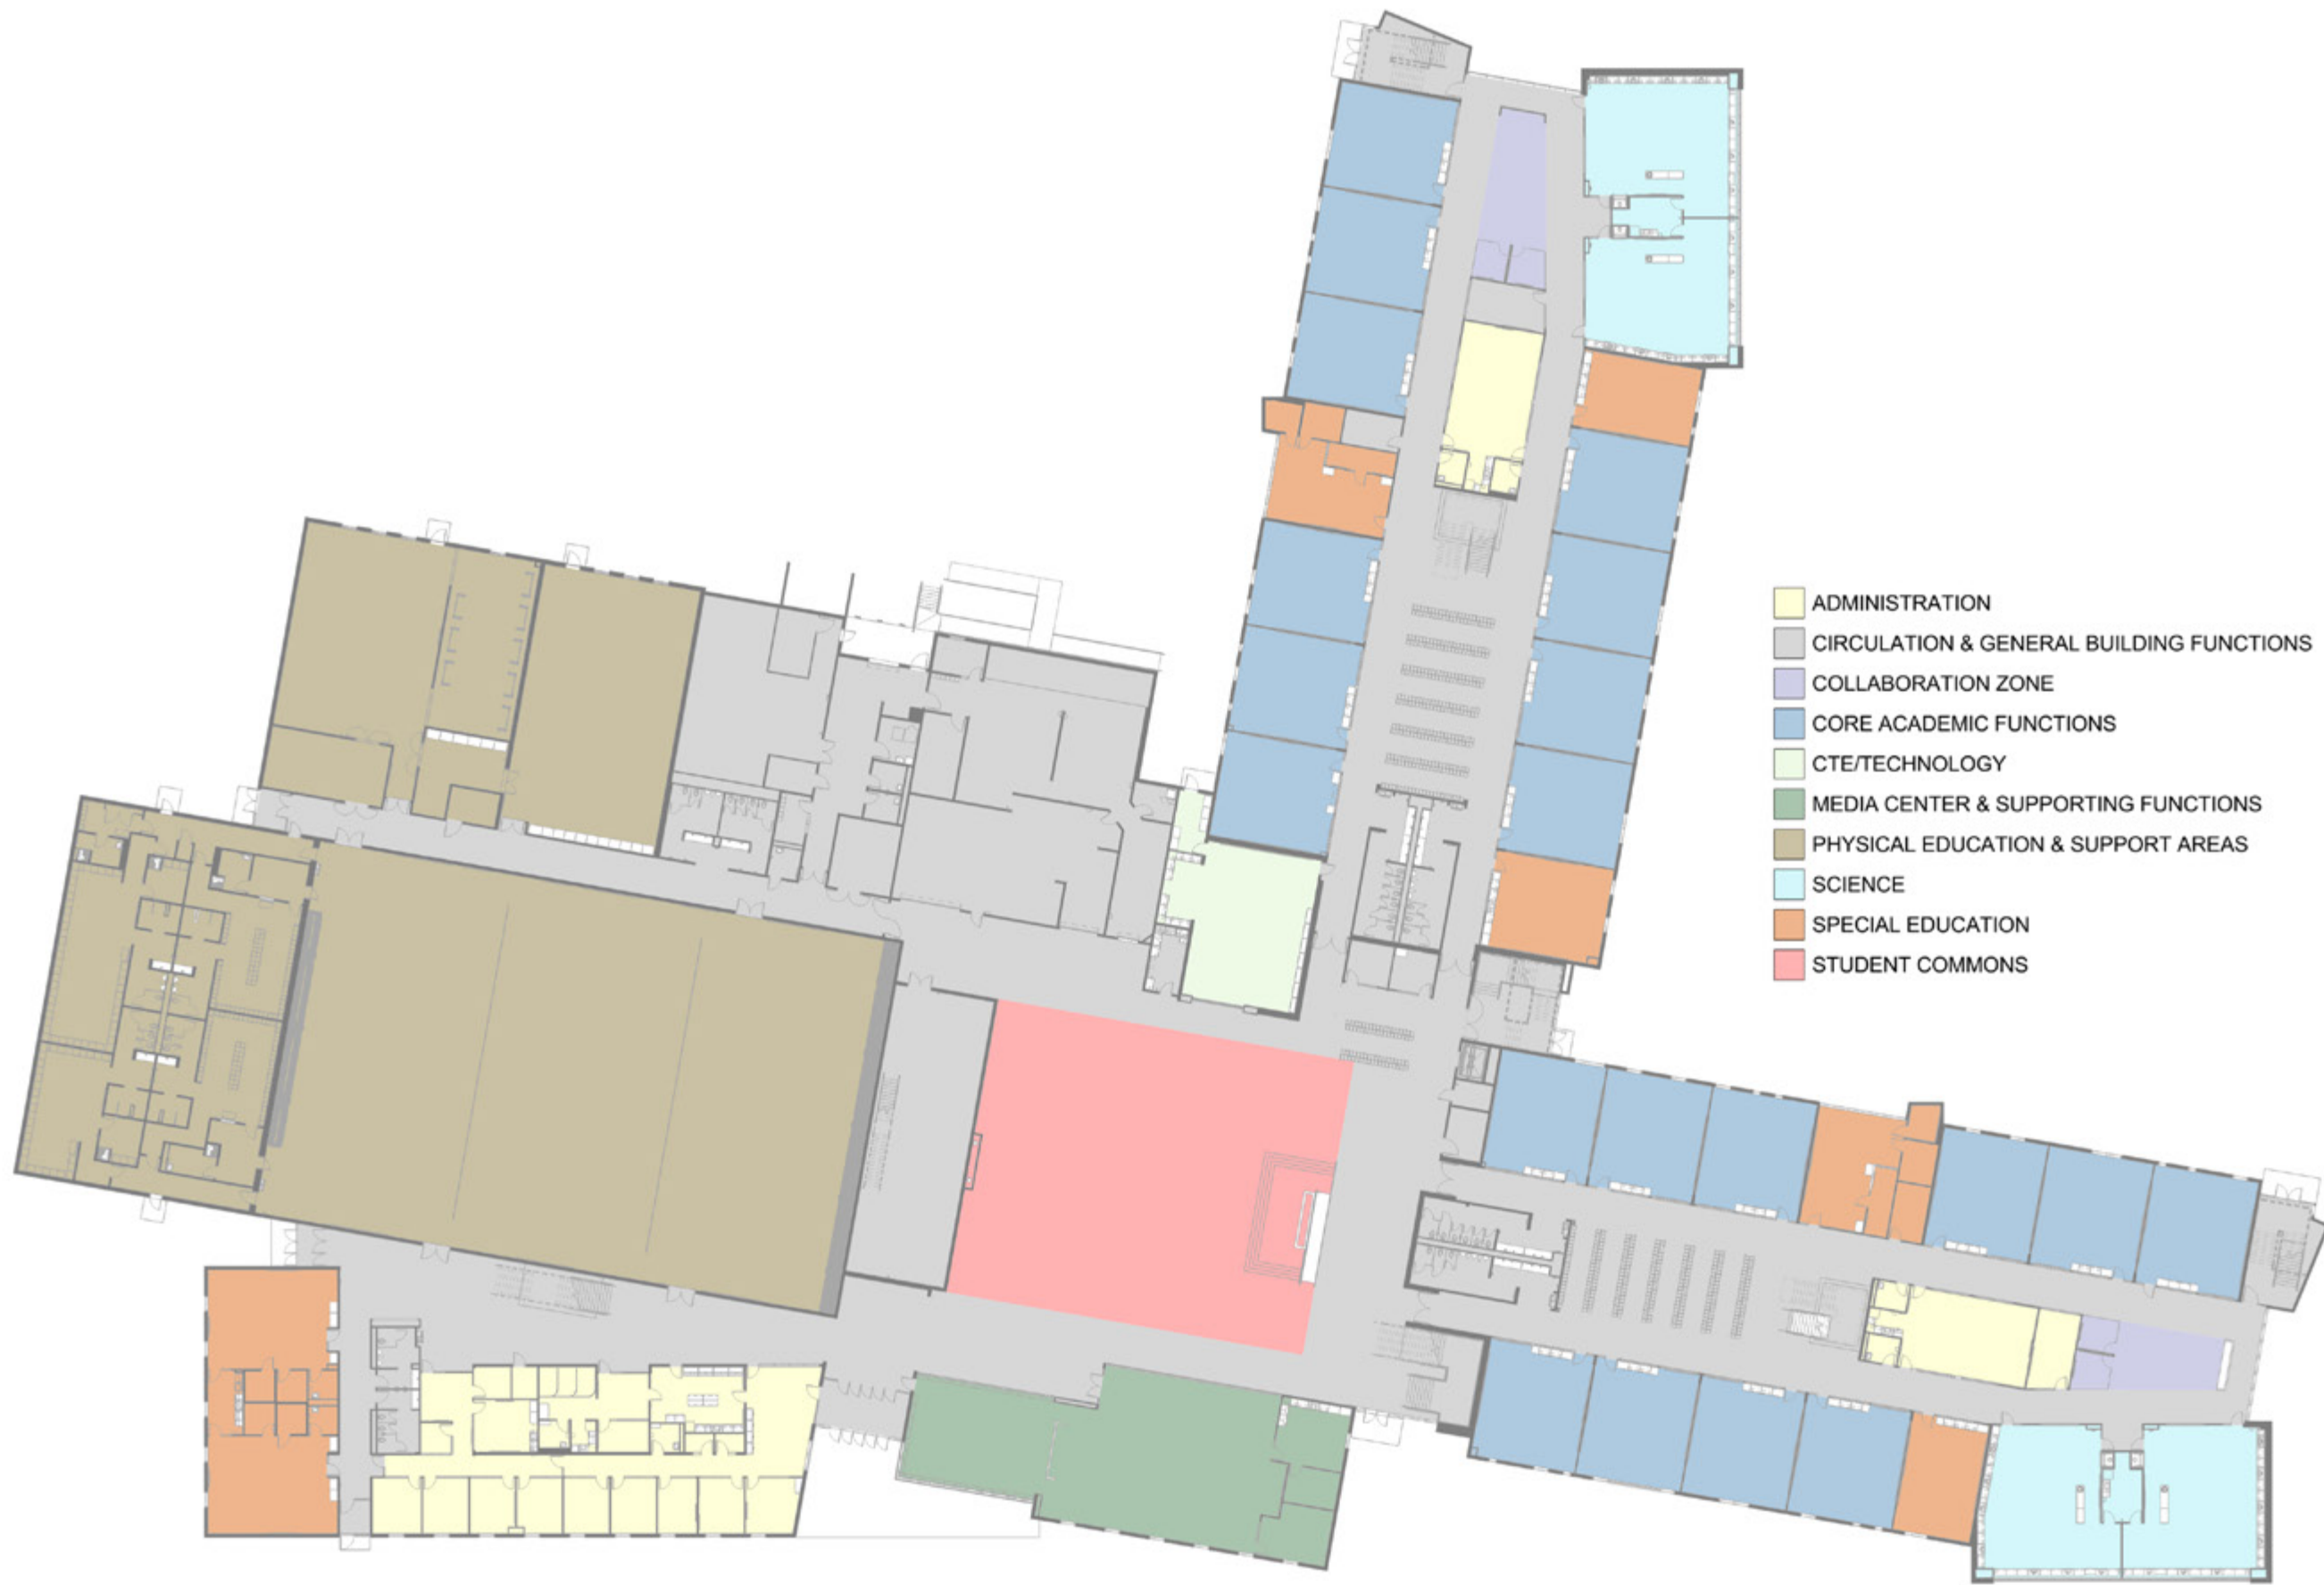 ADMINISTRATION
CIRCULATION & GENERAL BUILDING FUNCTIONS
COLLABORATION ZONE
CORE ACADEMIC FUNCTIONS
CTE/TECHNOLOGY
MEDIA CENTER & SUPPORTING FUNCTIONS
PHYSICAL EDUCATION & SUPPORT AREAS
SCIENCE
SPECIAL EDUCATION
STUDENT COMMONS